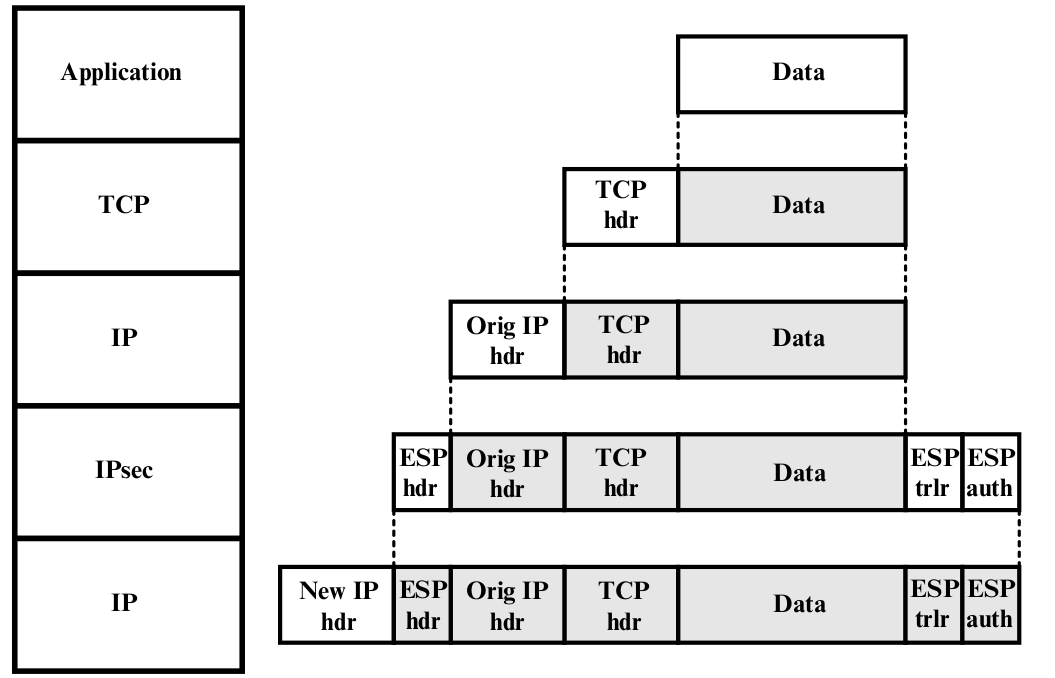 Application
Data
TCP
TCP
hdr
Data
IP
Orig IP
hdr
TCP
hdr
Data
IPsec
ESP
hdr
Orig IP
hdr
TCP
hdr
Data
ESP
trlr
ESP
auth
IP
New IP
hdr
ESP
hdr
Orig IP
hdr
TCP
hdr
Data
ESP
trlr
ESP
auth